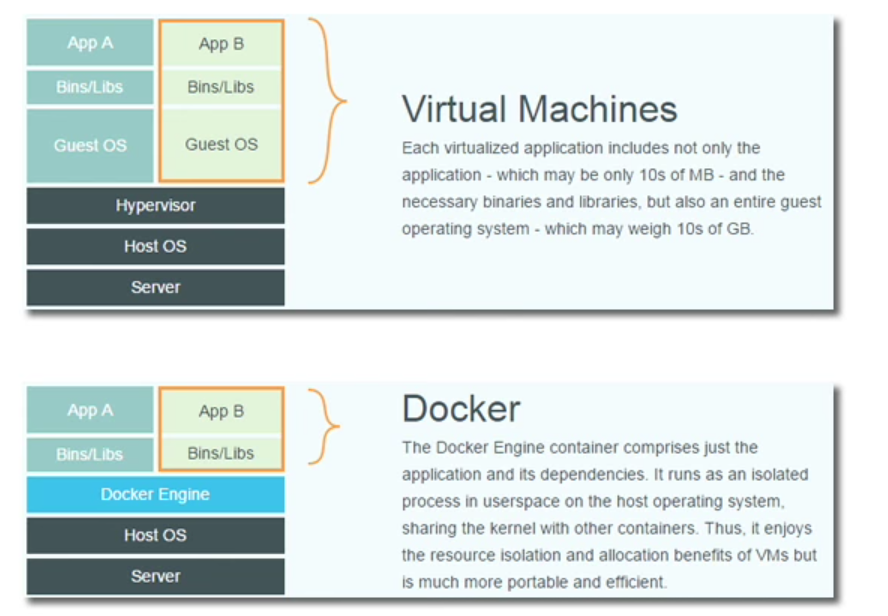 App A
App B
Bins/Libs
Bins/Libs
Guest OS
Guest OS
Hypervisor
Host OS
Server
Virtual Machines
Each virtualized application includes not only the
application - which may be only 10s of MB - and the
necessary binaries and libraries, but also an entire guest
operating system - which may weigh 10s of GB.
App A
App B
Bins/Libs
Bins/Libs
Docker Engine
Host OS
Server
Docker
The Docker Engine container comprises just the
application and its dependencies. It runs as an isolated
process in userspace on the host operating system,
sharing the kernel with other containers. Thus, it enjoys
the resource isolation and allocation benefits of VMs but
is much more portable and efficient.